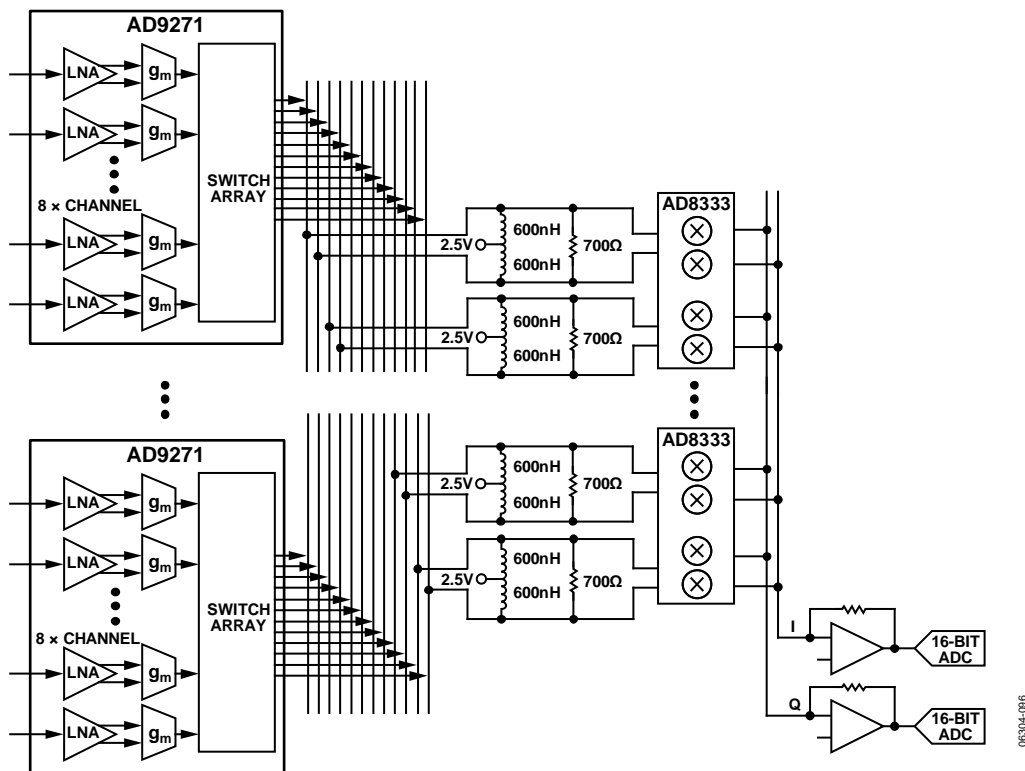 AD9271
LNA
gm
LNA
gm
8 × CHANNEL
LNA
gm
LNA
gm
SWITCH
ARRAY
2.5V
600nH
600nH
700Ω
2.5V
600nH
600nH
700Ω
AD8333
AD9271
LNA
gm
LNA
gm
8 × CHANNEL
LNA
gm
LNA
gm
SWITCH
ARRAY
2.5V
600nH
600nH
700Ω
2.5V
600nH
600nH
700Ω
AD8333
I
16-BIT
ADC
Q
16-BIT
ADC
06304-096